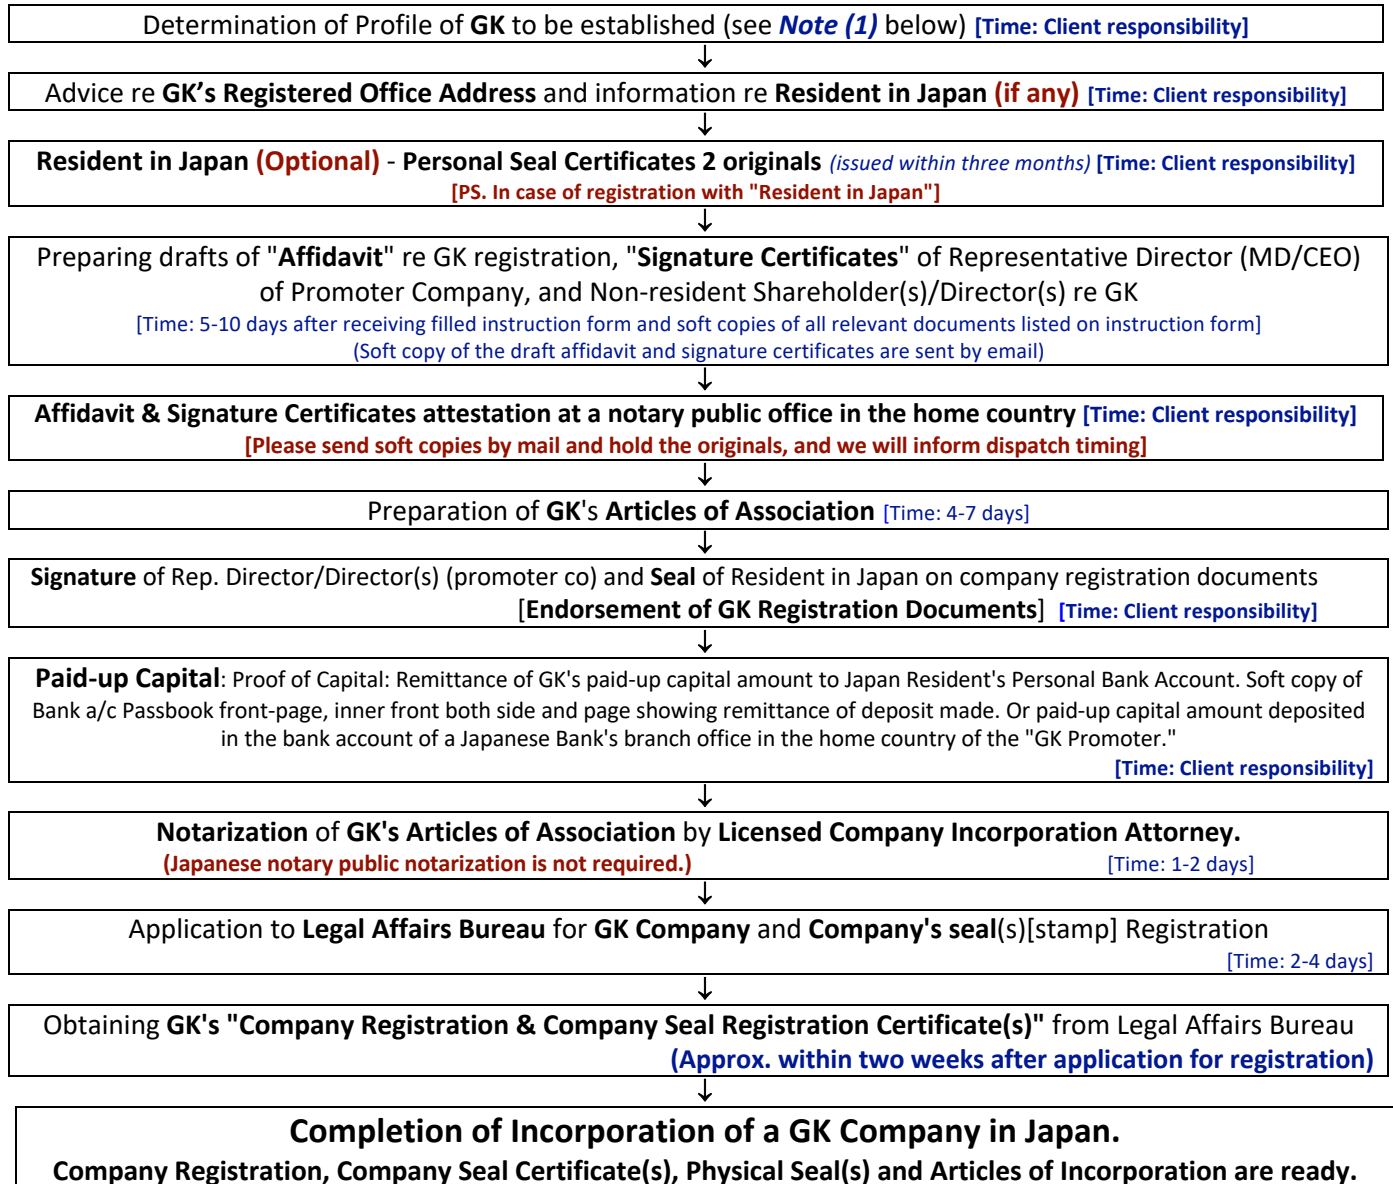 Determination of Profile of GK to be established (see Note (1) below) [Time: Client responsibility]
↓
Advice re GK’s Registered Office Address and information re Resident in Japan (if any) [Time: Client responsibility]
↓
Resident in Japan (Optional) - Personal Seal Certificates 2 originals (issued within three months) [Time: Client responsibility]
[PS. In case of registration with "Resident in Japan"]
↓
Preparing drafts of "Affidavit" re GK registration, "Signature Certificates" of Representative Director (MD/CEO)
of Promoter Company, and Non-resident Shareholder(s)/Director(s) re GK
[Time: 5-10 days after receiving filled instruction form and soft copies of all relevant documents listed on instruction form]
(Soft copy of the draft affidavit and signature certificates are sent by email)
↓
Affidavit & Signature Certificates attestation at a notary public office in the home country [Time: Client responsibility]
[Please send soft copies by mail and hold the originals, and we will inform dispatch timing]
↓
Preparation of GK's Articles of Association [Time: 4-7 days]
↓
Signature of Rep. Director/Director(s) (promoter co) and Seal of Resident in Japan on company registration documents
[Endorsement of GK Registration Documents] [Time: Client responsibility]
↓
Paid-up Capital: Proof of Capital: Remittance of GK's paid-up capital amount to Japan Resident's Personal Bank Account. Soft copy of
Bank a/c Passbook front-page, inner front both side and page showing remittance of deposit made. Or paid-up capital amount deposited
in the bank account of a Japanese Bank's branch office in the home country of the "GK Promoter."
[Time: Client responsibility]
↓
Notarization of GK's Articles of Association by Licensed Company Incorporation Attorney.
(Japanese notary public notarization is not required.) [Time: 1-2 days]
↓
Application to Legal Affairs Bureau for GK Company and Company's seal(s)[stamp] Registration
[Time: 2-4 days]
↓
Obtaining GK's "Company Registration & Company Seal Registration Certificate(s)" from Legal Affairs Bureau
(Approx. within two weeks after application for registration)
↓
Completion of Incorporation of a GK Company in Japan.
Company Registration, Company Seal Certificate(s), Physical Seal(s) and Articles of Incorporation are ready.